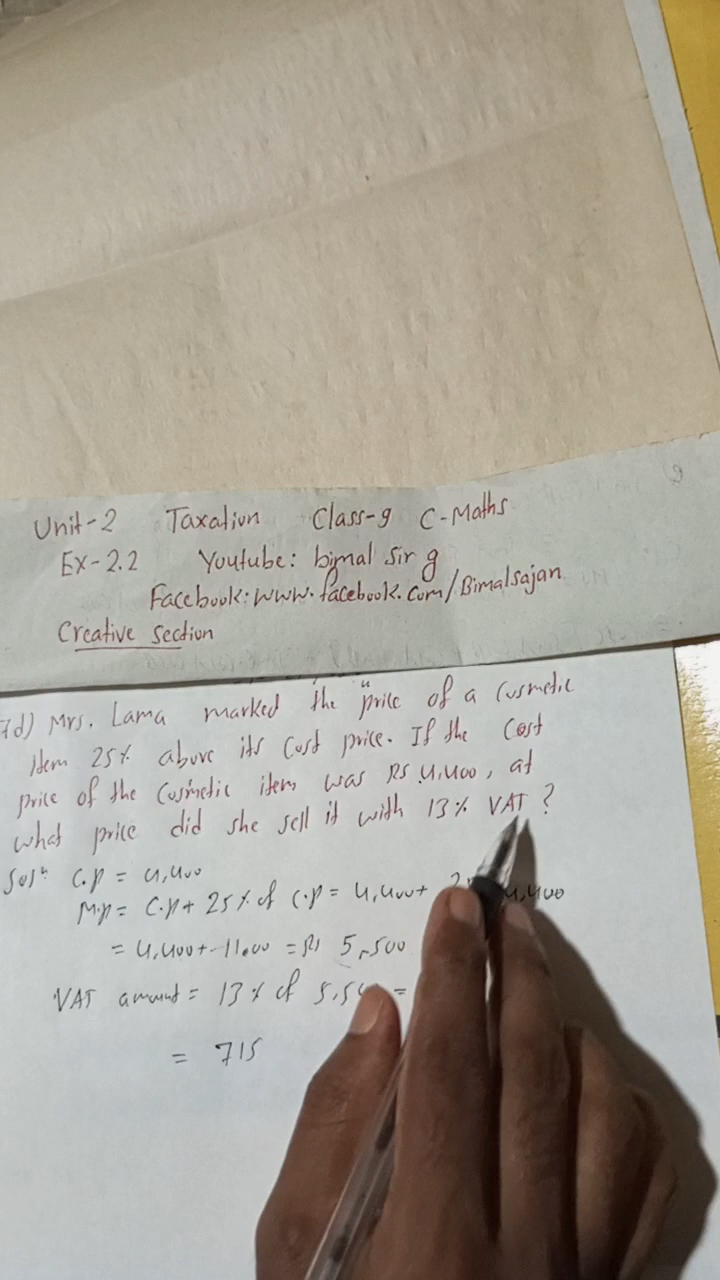 Unit-2 Taxation Class-9 C-Maths
Ex-2.2 Youtube: bimal sir g
Facebook: www.facebook.com/Bimalsajan
Creative section
7d) Mrs. Lama marked the price of a Cosmetic
item 25% above its Cost price. If the Cost
price of the Cosmetic item was RS 4,400, at
what price did she sell it with 13% VAT?
Solⁿ C.P = 4,400
M.P = C.P + 25% of C.P = 4,400 + 4,400
= 4,400 + 1100 = Rs 5,500
VAT amount = 13% of =
= 715